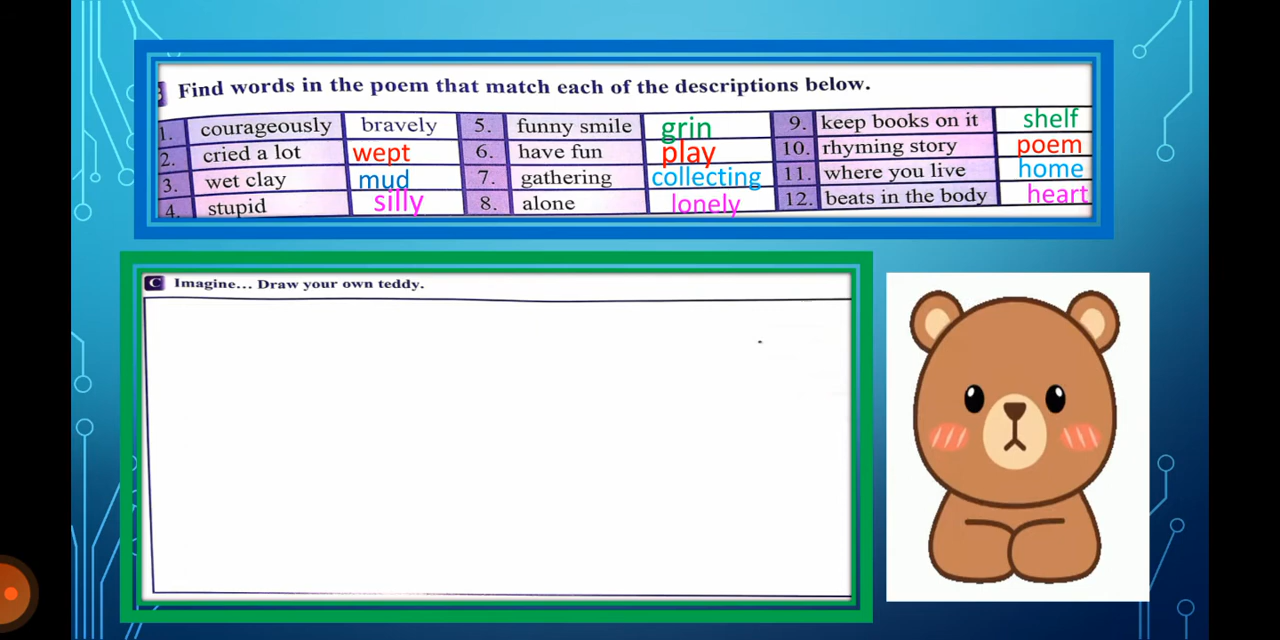 Find words in the poem that match each of the descriptions below.
1. courageously bravely 5. funny smile grin 9. keep books on it shelf
2. cried a lot wept 6. have fun play 10. rhyming story poem
3. wet clay mud 7. gathering collecting 11. where you live home
4. stupid silly 8. alone lonely 12. beats in the body heart
C Imagine... Draw your own teddy.